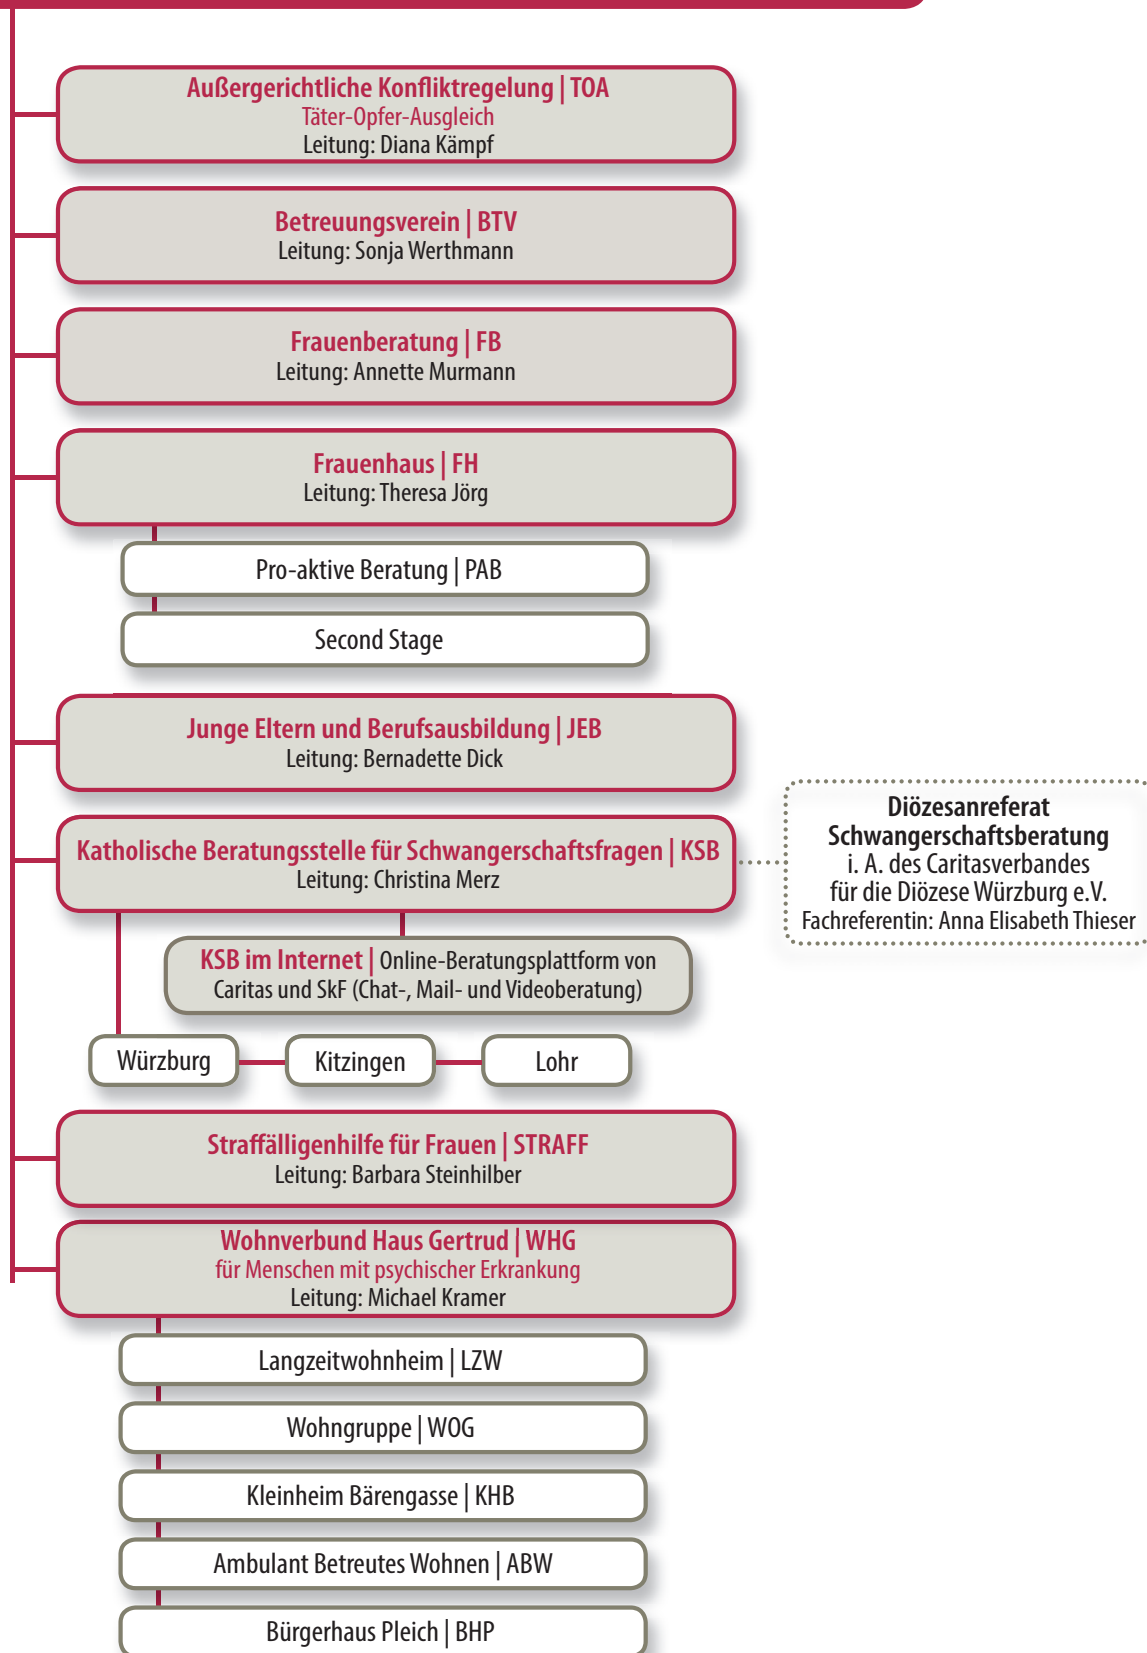 Außergerichtliche Konfliktregelung | TOA
Täter-Opfer-Ausgleich
Leitung: Diana Kämpf
Betreuungsverein | BTV
Leitung: Sonja Werthmann
Frauenberatung | FB
Leitung: Annette Murmann
Frauenhaus | FH
Leitung: Theresa Jörg
Pro-aktive Beratung | PAB
Second Stage
Junge Eltern und Berufsausbildung | JEB
Leitung: Bernadette Dick
Katholische Beratungsstelle für Schwangerschaftsfragen | KSB
Leitung: Christina Merz
Diözesanreferat
Schwangerschaftsberatung
i. A. des Caritasverbandes
für die Diözese Würzburg e.V.
Fachreferentin: Anna Elisabeth Thieser
KSB im Internet | Online-Beratungsplattform von
Caritas und SkF (Chat-, Mail- und Videoberatung)
Würzburg
Kitzingen
Lohr
Straffälligenhilfe für Frauen | STRAFF
Leitung: Barbara Steinhilber
Wohnverbund Haus Gertrud | WHG
für Menschen mit psychischer Erkrankung
Leitung: Michael Kramer
Langzeitwohnheim | LZW
Wohngruppe | WOG
Kleinheim Bärengasse | KHB
Ambulant Betreutes Wohnen | ABW
Bürgerhaus Pleich | BHP